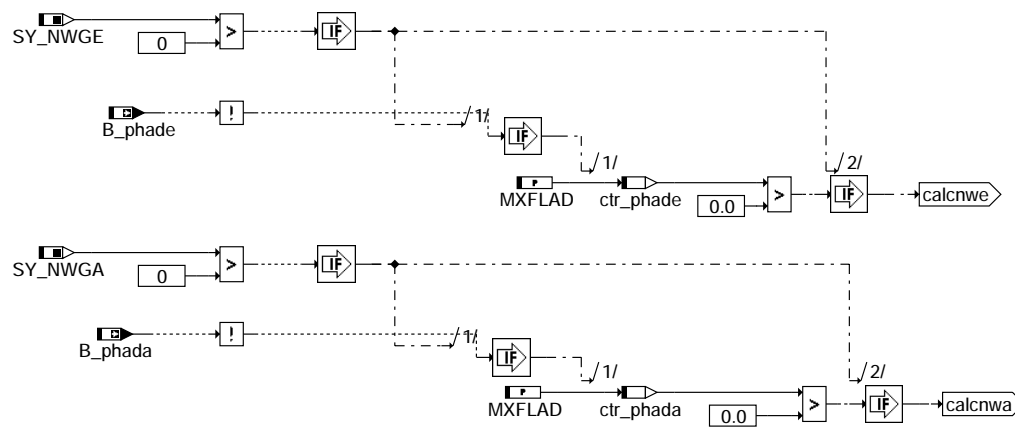 SY_NWGE
0
>
IF
B_phade
!
/1/
IF
/1/
MXFLAD
P
ctr_phade
0.0
>
/2/
IF
calcnwe
SY_NWGA
0
>
IF
B_phada
!
/1/
IF
/1/
MXFLAD
P
ctr_phada
0.0
>
/2/
IF
calcnwa